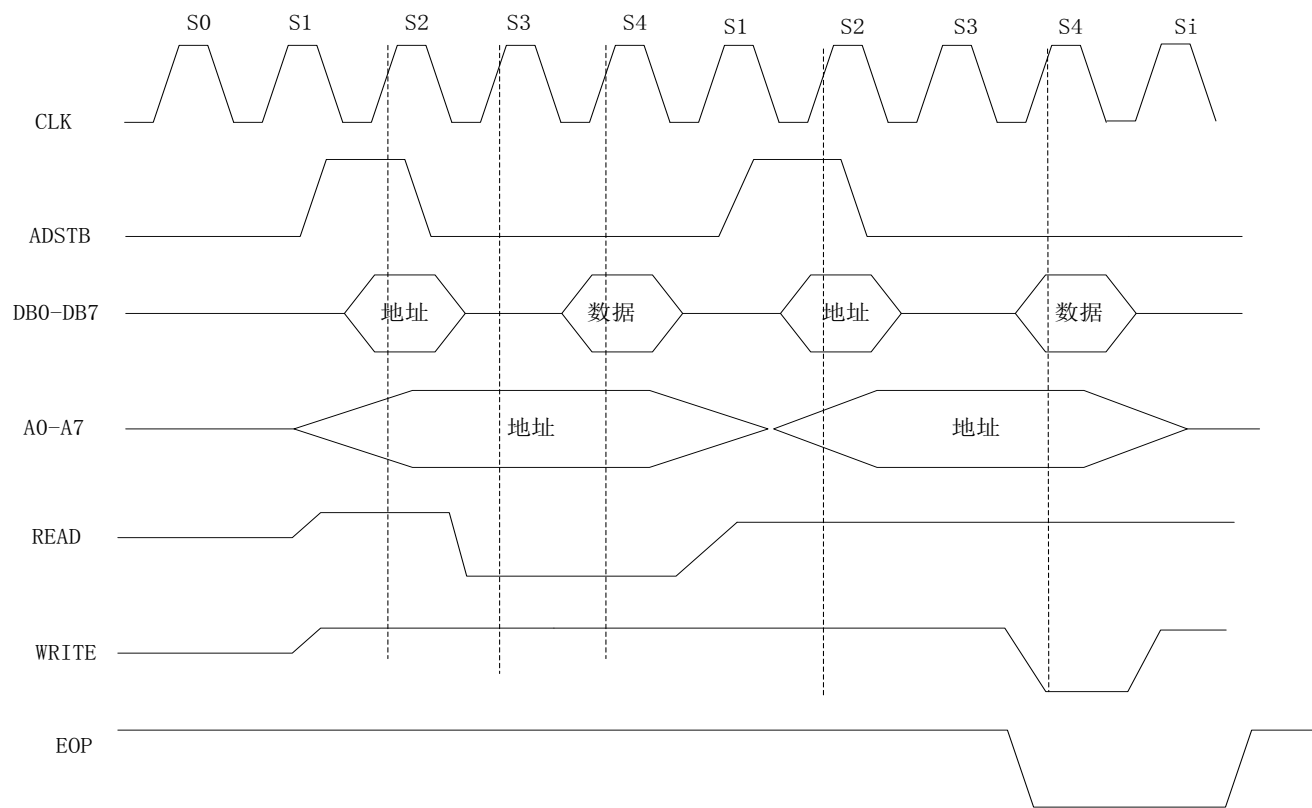 S0 S1 S2 S3 S4 S1 S2 S3 S4 Si
CLK
ADSTB
DB0-DB7 地址 数据 地址 数据
A0-A7 地址 地址
READ
WRITE
EOP